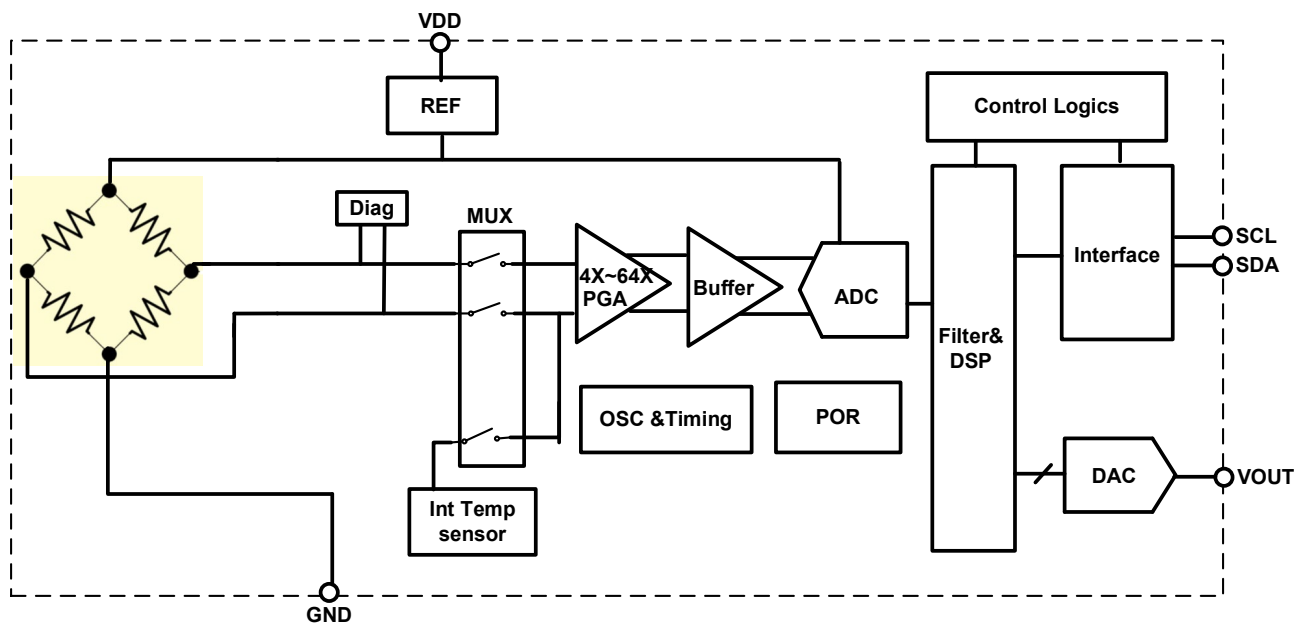 VDD
REF
Control Logics
Diag
MUX
4X~64X
PGA
Buffer
ADC
Filter&
DSP
Interface
SCL
SDA
OSC &Timing
POR
Int Temp
sensor
DAC
VOUT
GND